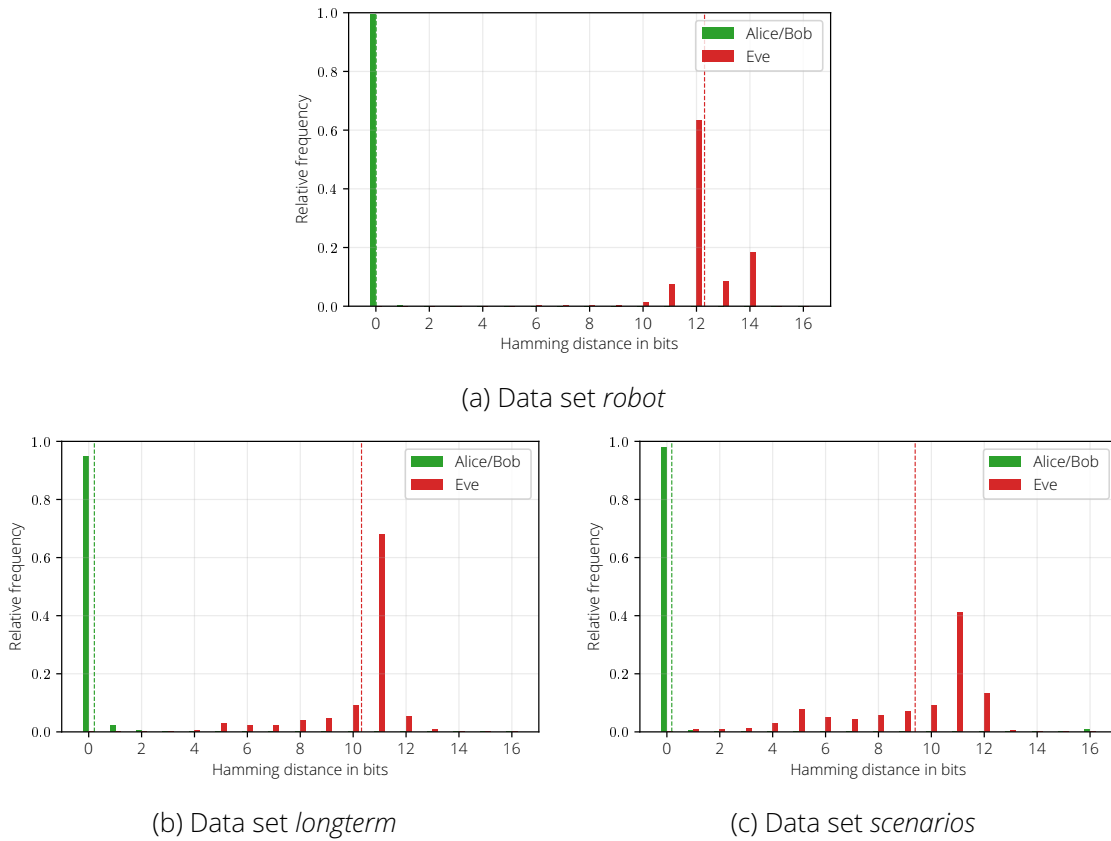 1.0
0.8
0.6
0.4
0.2
0.0
Relative frequency
Alice/Bob
Eve
0 2 4 6 8 10 12 14 16
Hamming distance in bits
(a) Data set robot
1.0
0.8
0.6
0.4
0.2
0.0
Relative frequency
Alice/Bob
Eve
0 2 4 6 8 10 12 14 16
Hamming distance in bits
(b) Data set longterm
1.0
0.8
0.6
0.4
0.2
0.0
Relative frequency
Alice/Bob
Eve
0 2 4 6 8 10 12 14 16
Hamming distance in bits
(c) Data set scenarios